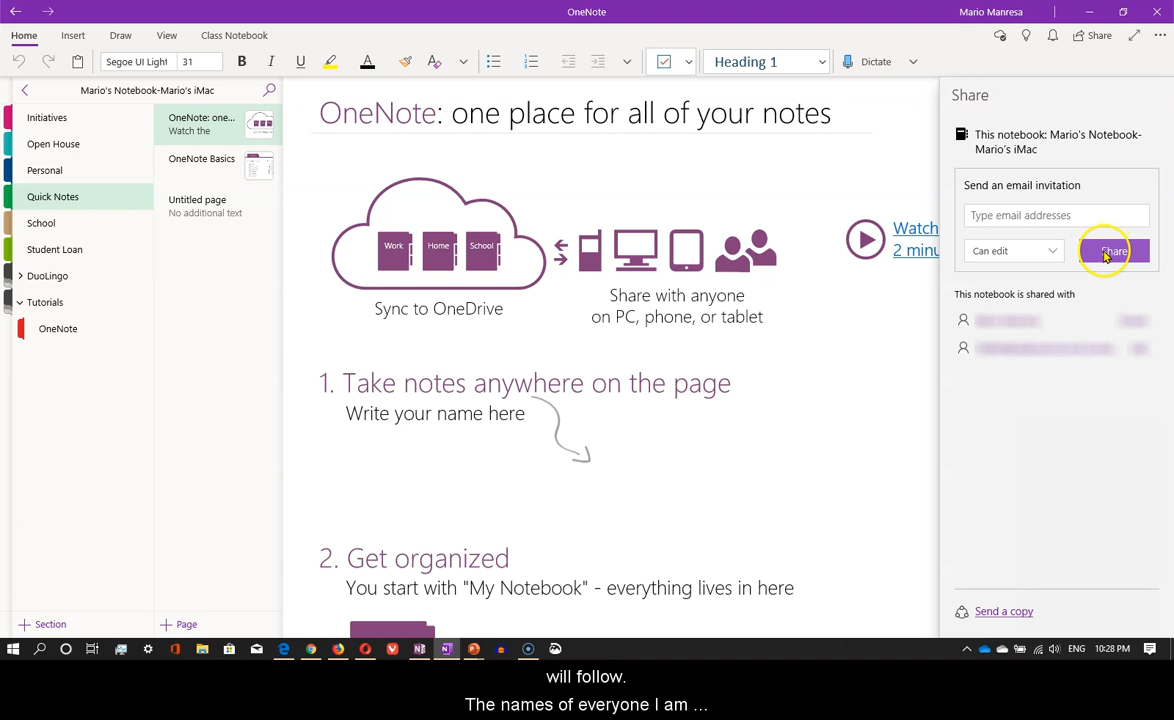 OneNote
Mario Manresa
Home Insert Draw View Class Notebook
Share
Segoe UI Light 31
B I U A A
Heading 1
Dictate
Mario's Notebook-Mario's iMac
Initiatives
Open House
Personal
Quick Notes
School
Student Loan
DuoLingo
Tutorials
OneNote
Section
OneNote: one...
Watch the
OneNote Basics
Untitled page
No additional text
Page
OneNote: one place for all of your notes
Work Home School
Sync to OneDrive
Share with anyone
on PC, phone, or tablet
Watch
2 minu
1. Take notes anywhere on the page
Write your name here
2. Get organized
You start with "My Notebook" - everything lives in here
Share
This notebook: Mario's Notebook-
Mario's iMac
Send an email invitation
Type email addresses
Can edit
Share
This notebook is shared with
Send a copy
ENG 10:28 PM
will follow.
The names of everyone I am ...